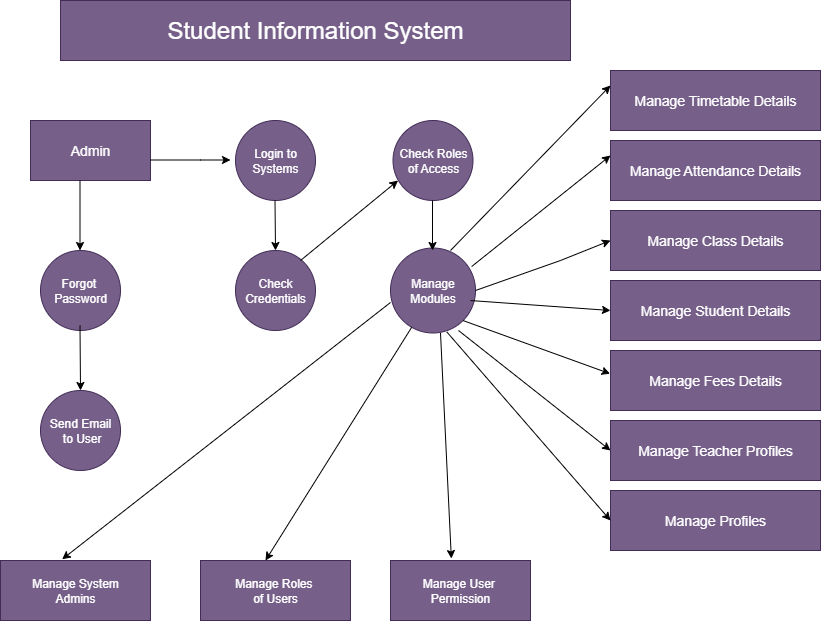 Student Information System
Admin
Login to
Systems
Check Roles
of Access
Manage Timetable Details
Manage Attendance Details
Manage Class Details
Forgot
Password
Check
Credentials
Manage
Modules
Manage Student Details
Manage Fees Details
Send Email
to User
Manage Teacher Profiles
Manage Profiles
Manage System
Admins
Manage Roles
of Users
Manage User
Permission